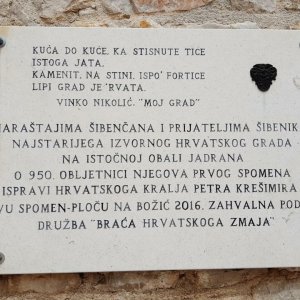 KUĆA DO KUĆE, KA STISNUTE TICE
ISTOGA JATA,
KAMENIT, NA STINI, ISPO' FORTICE
LIPI GRAD JE 'RVATA.
VINKO NIKOLIĆ, "MOJ GRAD"
NARAŠTAJIMA ŠIBENČANA I PRIJATELJIMA ŠIBENIK
NAJSTARIJEGA IZVORNOG HRVATSKOG GRADA
NA ISTOČNOJ OBALI JADRANA
O 950. OBLJETNICI NJEGOVA PRVOG SPOMENA
ISPRAVI HRVATSKOGA KRALJA PETRA KREŠIMIRA
VU SPOMEN-PLOČU NA BOŽIĆ 2016. ZAHVALNA POD
DRUŽBA "BRAĆA HRVATSKOGA ZMAJA"